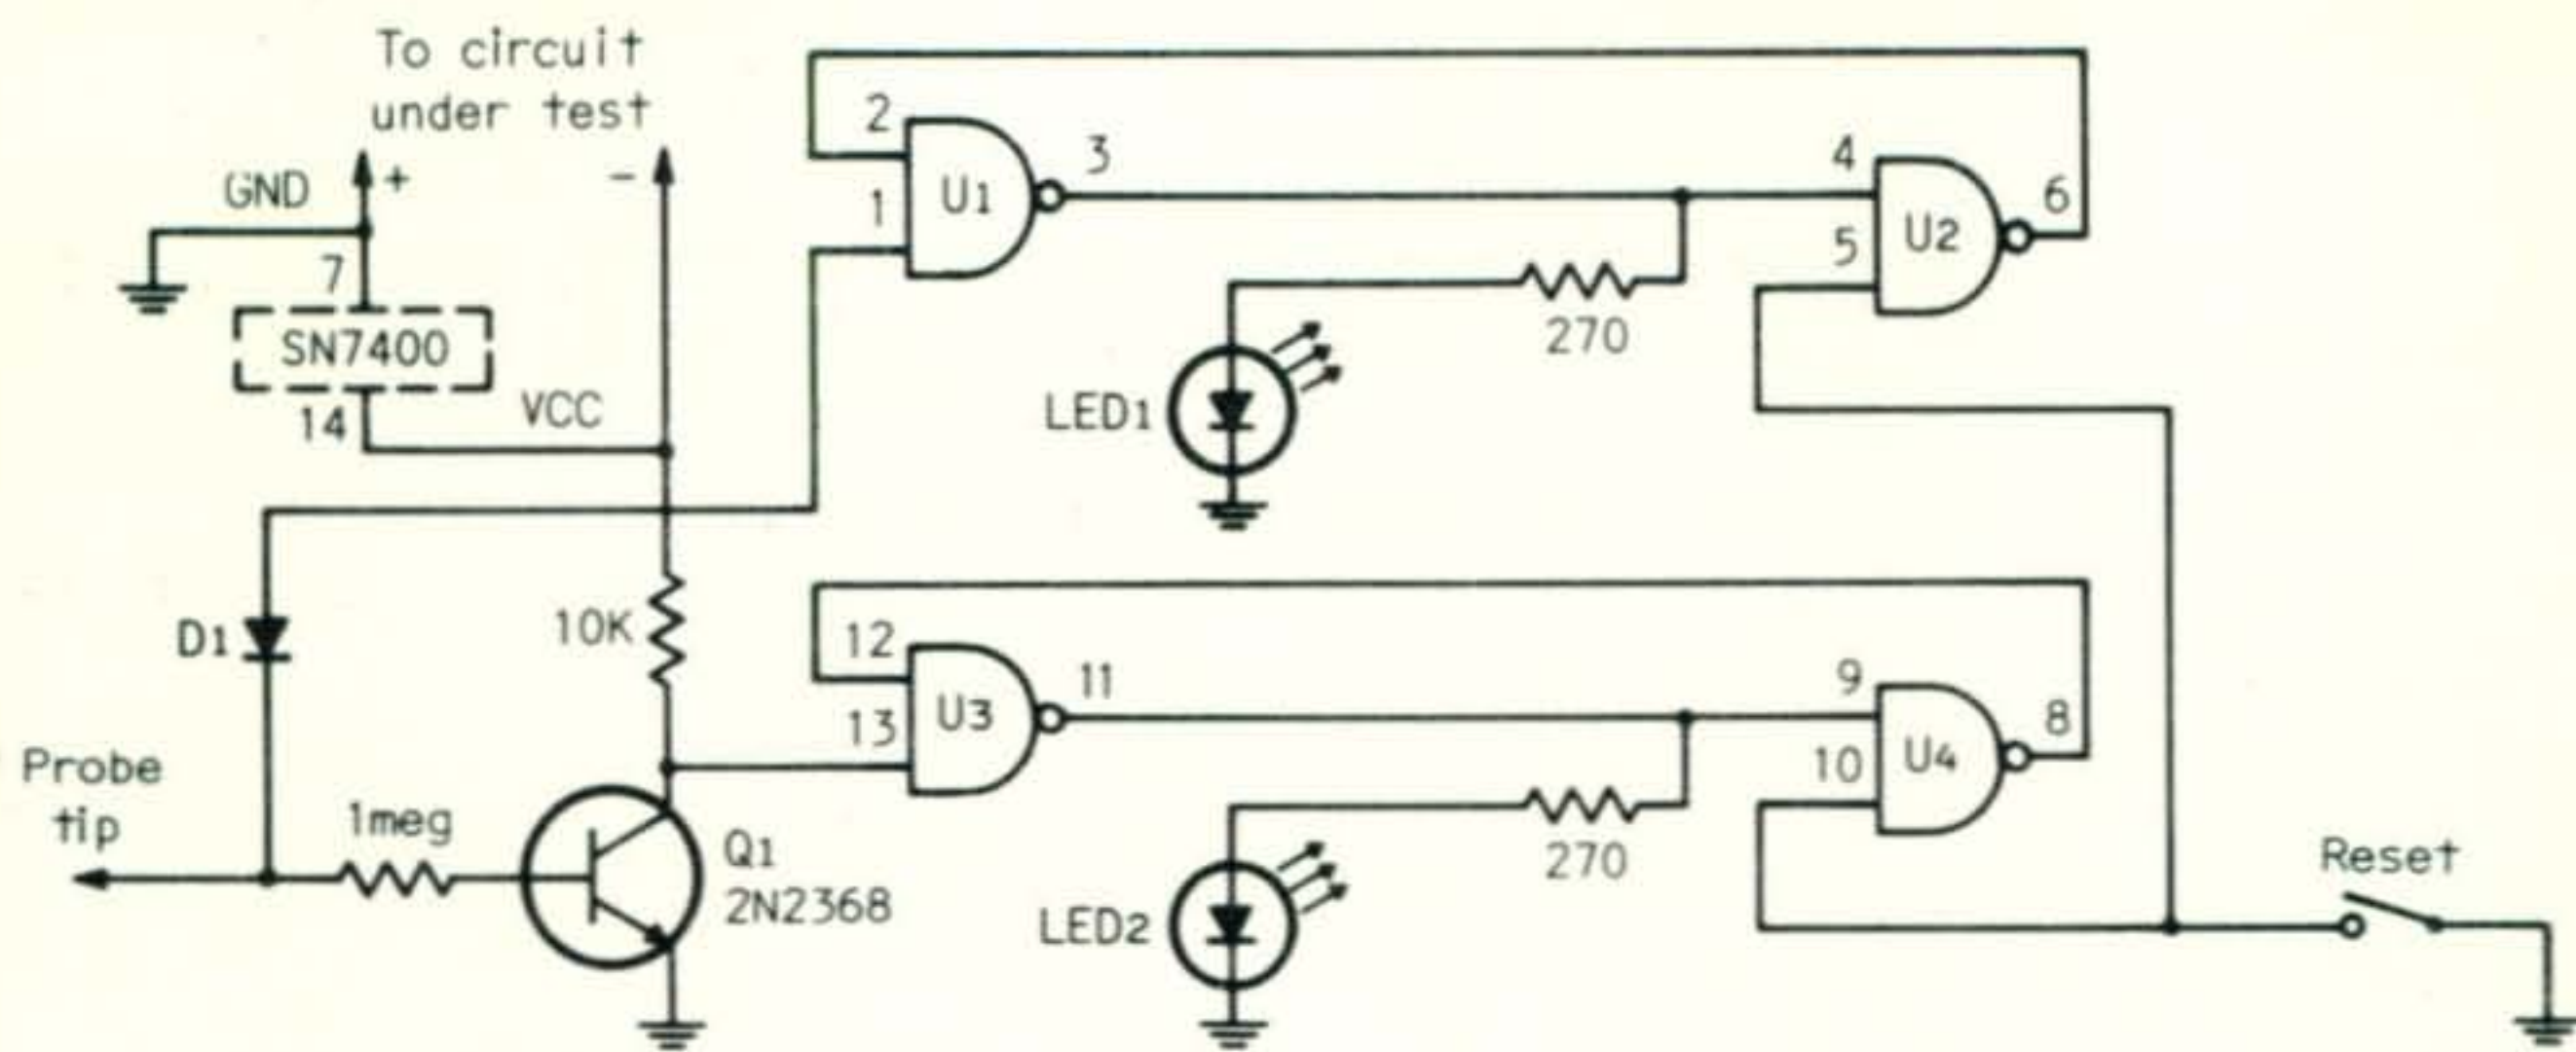 To circuit
under test
GND
+
-
7
SN7400
14
VCC
2
1
U1
3
4
5
U2
6
270
LED1
D1
10K
12
13
U3
11
9
10
U4
8
Probe
tip
1meg
Q1
2N2368
270
LED2
Reset